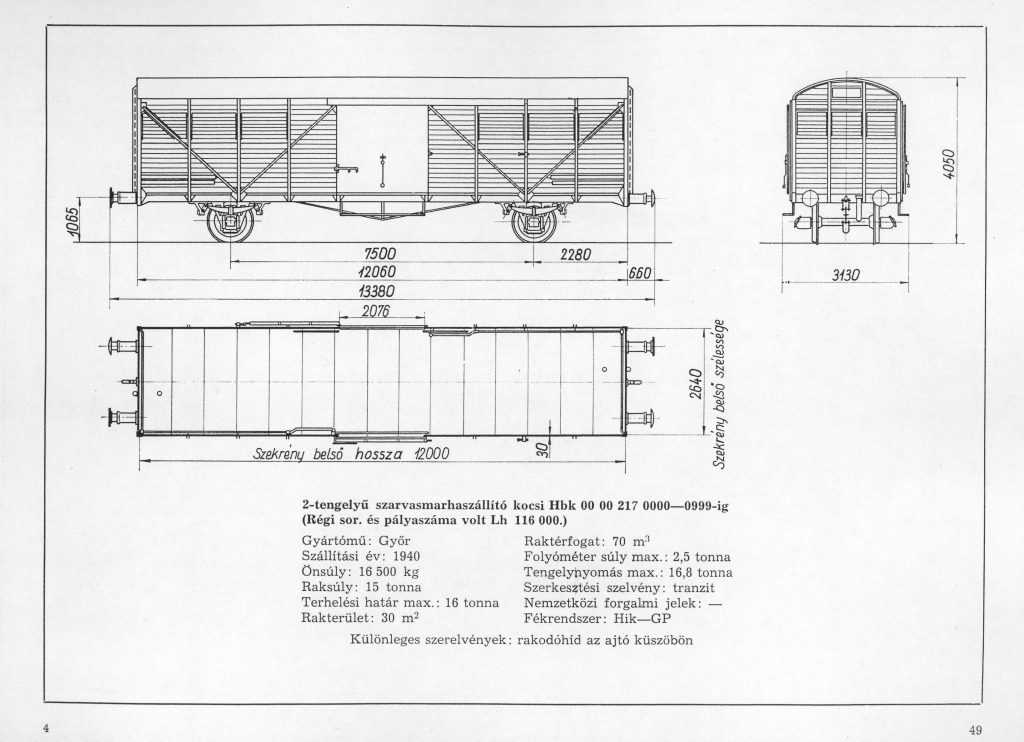 1065
4050
7500
2280
12060
660
13380
3130
2076
2640
Szekrény belső szélessége
30
Szekrény belső hossza 12000
2-tengelyű szarvasmarhaszállító kocsi Hbk 00 00 217 0000—0999-ig
(Régi sor. és pályaszáma volt Lh 116 000.)
Gyártómű: Győr
Szállítási év: 1940
Önsúly: 16 500 kg
Raksúly: 15 tonna
Terhelési határ max.: 16 tonna
Rakterület: 30 m²
Raktérfogat: 70 m³
Folyóméter súly max.: 2,5 tonna
Tengelynyomás max.: 16,8 tonna
Szerkesztési szelvény: tranzit
Nemzetközi forgalmi jelek: —
Fékrendszer: Hik—GP
Különleges szerelvények: rakodóhíd az ajtó küszöbön
4
49